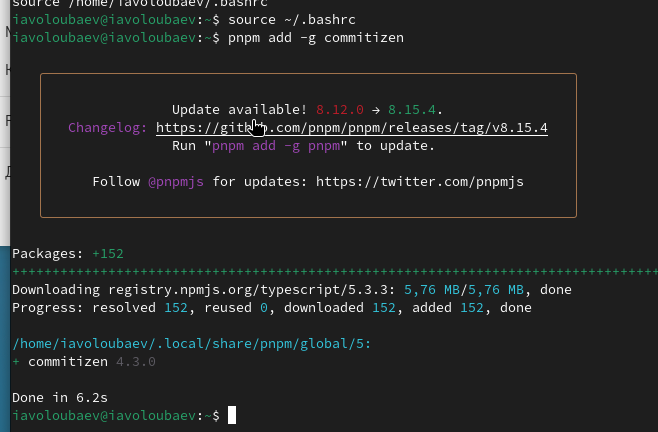 source /home/iavoloubaev/.bashrc
iavoloubaev@iavoloubaev:~$ source ~/.bashrc
iavoloubaev@iavoloubaev:~$ pnpm add -g commitizen
Update available! 8.12.0 → 8.15.4.
Changelog: https://github.com/pnpm/pnpm/releases/tag/v8.15.4
Run "pnpm add -g pnpm" to update.
Follow @pnpmjs for updates: https://twitter.com/pnpmjs
Packages: +152
++++++++++++++++++++++++++++++++++++++++++++++++++++++++++++++++++++++++++++++++
Downloading registry.npmjs.org/typescript/5.3.3: 5,76 MB/5,76 MB, done
Progress: resolved 152, reused 0, downloaded 152, added 152, done
/home/iavoloubaev/.local/share/pnpm/global/5:
+ commitizen 4.3.0
Done in 6.2s
iavoloubaev@iavoloubaev:~$